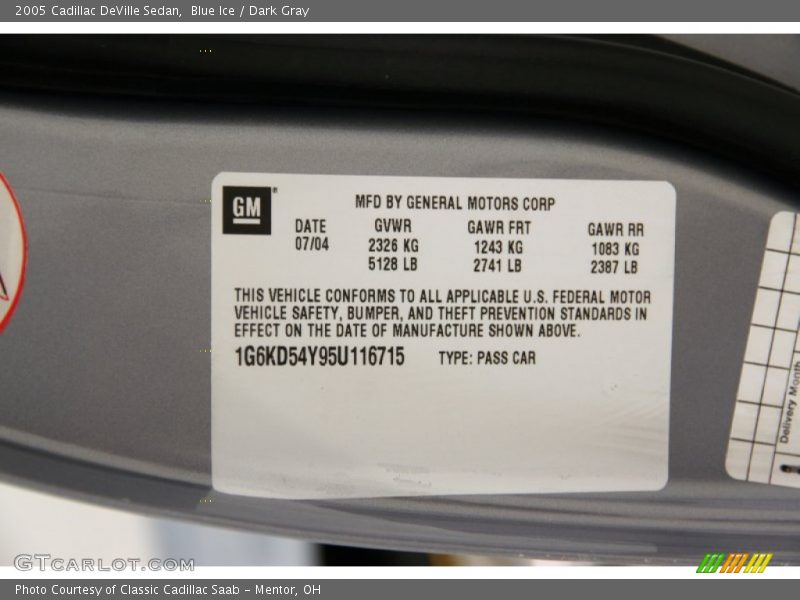 2005 Cadillac DeVille Sedan, Blue Ice / Dark Gray
GM
MFD BY GENERAL MOTORS CORP
DATE GVWR GAWR FRT GAWR RR
07/04 2326 KG 1243 KG 1083 KG
5128 LB 2741 LB 2387 LB
THIS VEHICLE CONFORMS TO ALL APPLICABLE U.S. FEDERAL MOTOR
VEHICLE SAFETY, BUMPER, AND THEFT PREVENTION STANDARDS IN
EFFECT ON THE DATE OF MANUFACTURE SHOWN ABOVE.
1G6KD54Y95U116715 TYPE: PASS CAR
Delivery Month
GTCARLOT.COM
Photo Courtesy of Classic Cadillac Saab - Mentor, OH